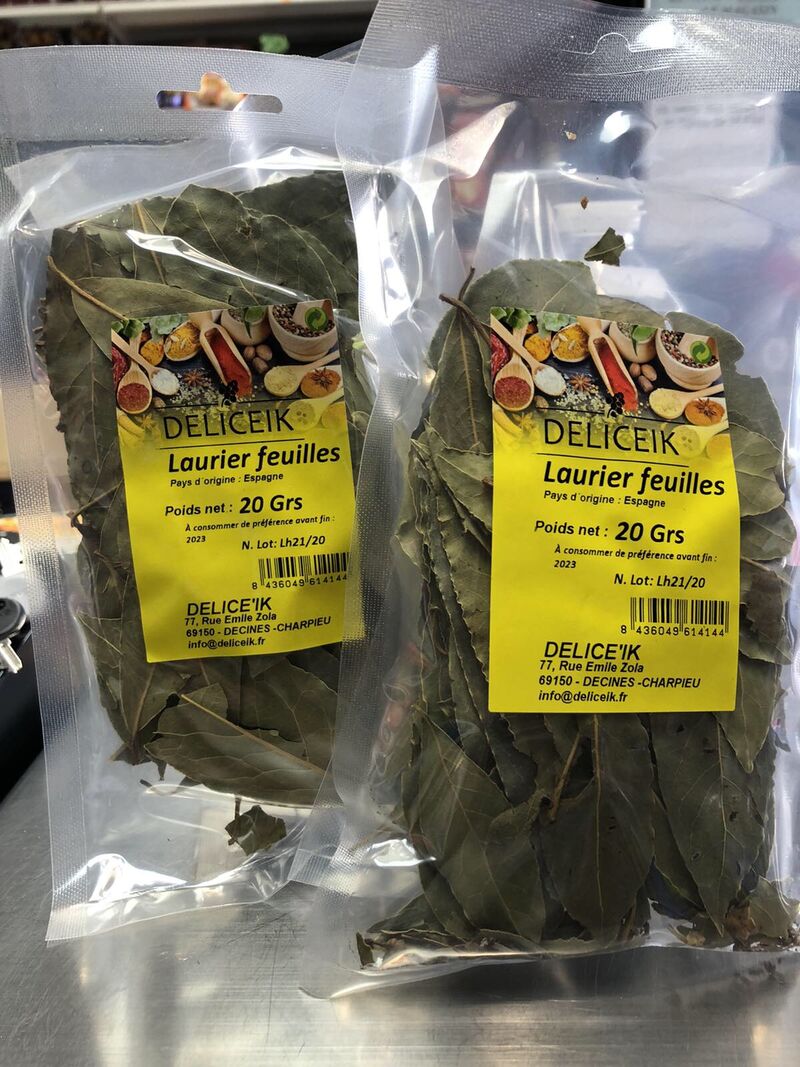 DELICEIK
Laurier feuilles
Pays d´origine : Espagne
Poids net : 20 Grs
À consommer de préférence avant fin :
2023
N. Lot: Lh21/20
8 436049 614144
DELICE'IK
77, Rue Emile Zola
69150 - DECINES -CHARPIEU
info@deliceik.fr
DELICEIK
Laurier feuilles
Pays d´origine : Espagne
Poids net : 20 Grs
À consommer de préférence avant fin :
2023
N. Lot: Lh21/20
8 436049 614144
DELICE'IK
77, Rue Emile Zola
69150 - DECINES -CHARPIEU
info@deliceik.fr